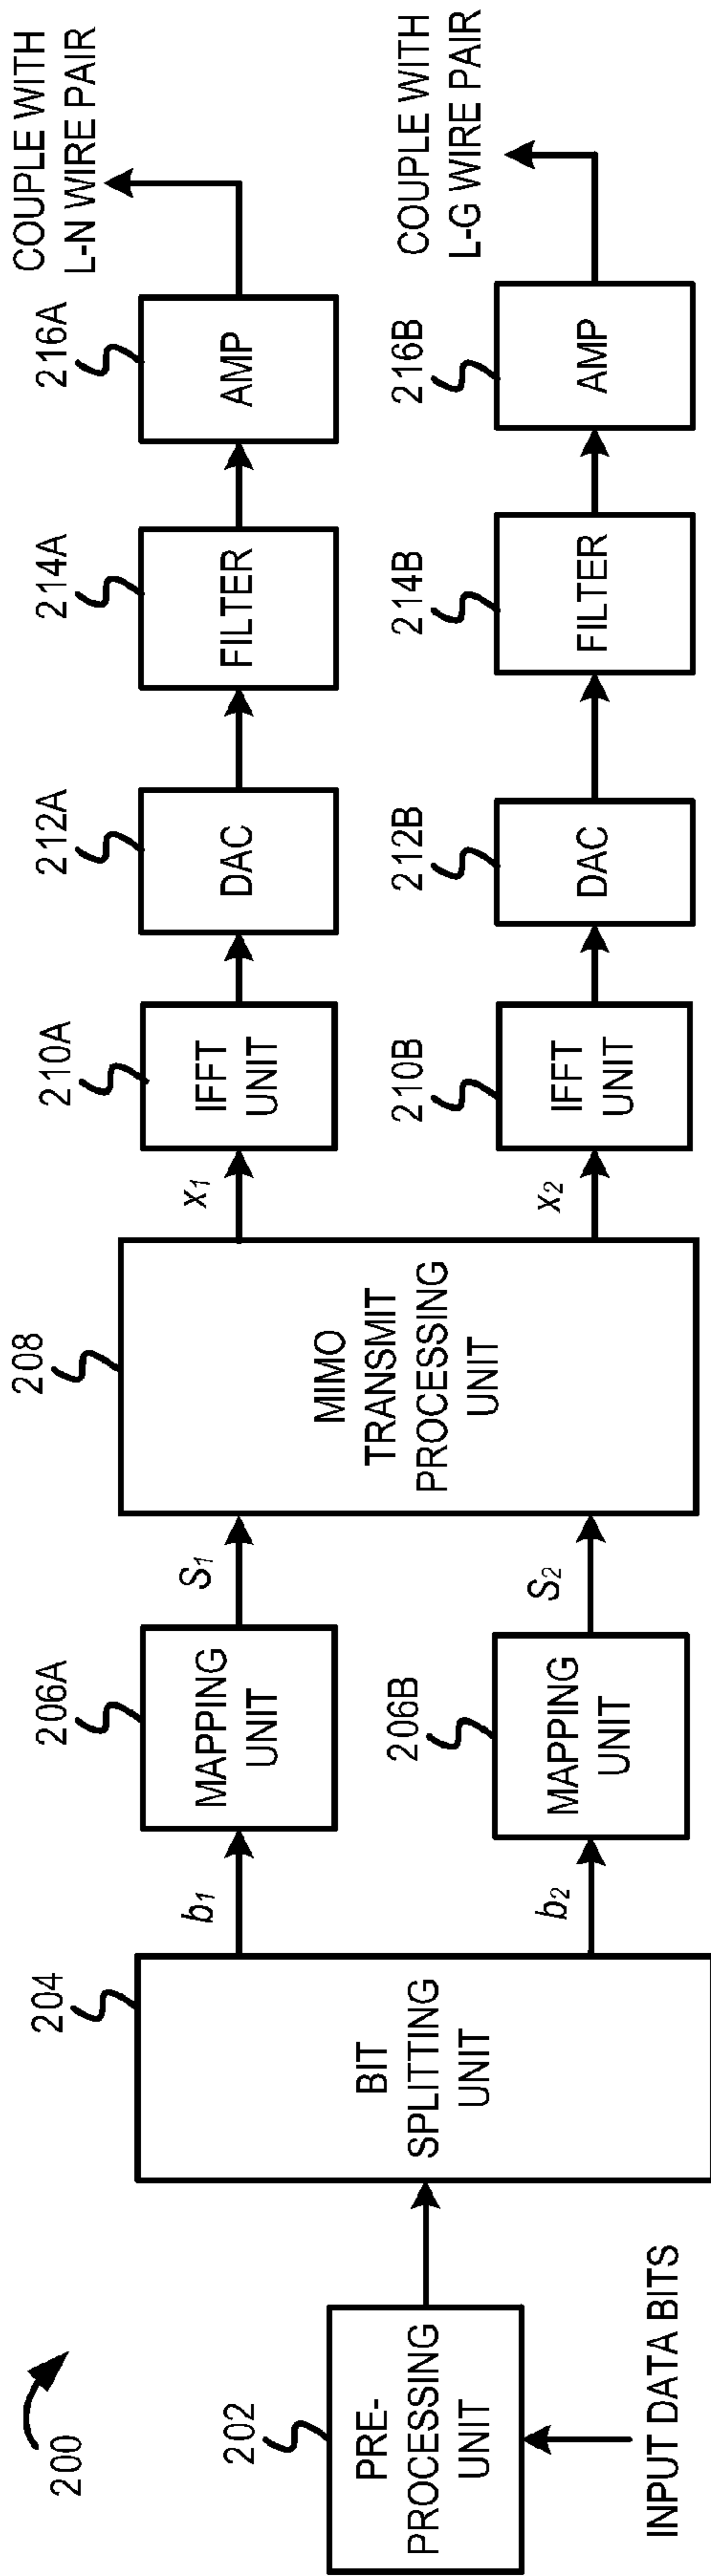 200
INPUT DATA BITS
202
PRE-
PROCESSING
UNIT
204
BIT
SPLITTING
UNIT
b1
b2
206A
MAPPING
UNIT
206B
MAPPING
UNIT
S1
S2
208
MIMO
TRANSMIT
PROCESSING
UNIT
x1
x2
210A
IFFT
UNIT
210B
IFFT
UNIT
212A
DAC
212B
DAC
214A
FILTER
214B
FILTER
216A
AMP
216B
AMP
COUPLE WITH
L-N WIRE PAIR
COUPLE WITH
L-G WIRE PAIR